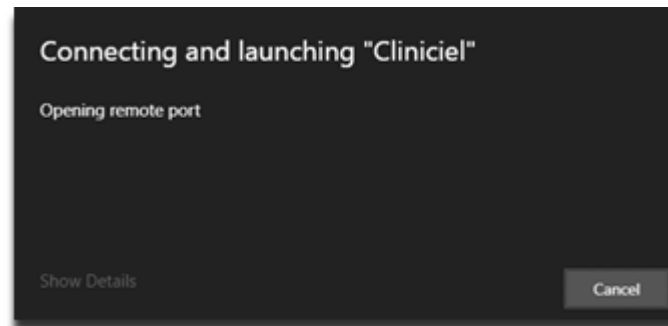 Connecting and launching "Cliniciel"
Opening remote port
Show Details
Cancel